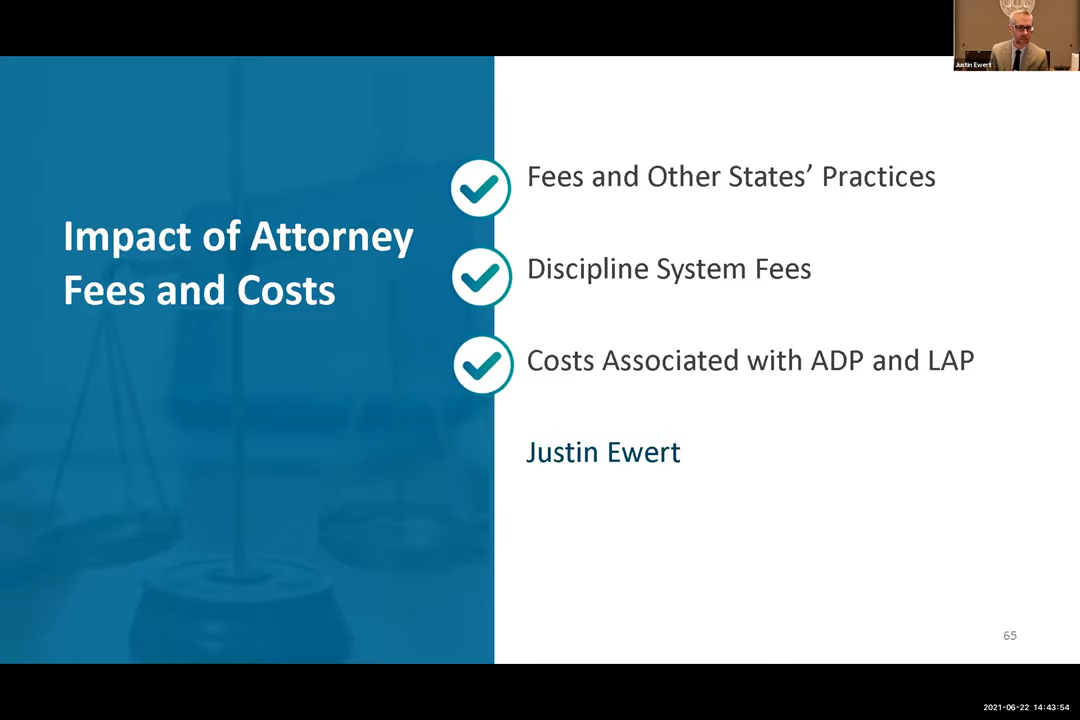 Justin Ewert
Impact of Attorney
Fees and Costs
Fees and Other States’ Practices
Discipline System Fees
Costs Associated with ADP and LAP
Justin Ewert
65
2021-06-22 14:43:54